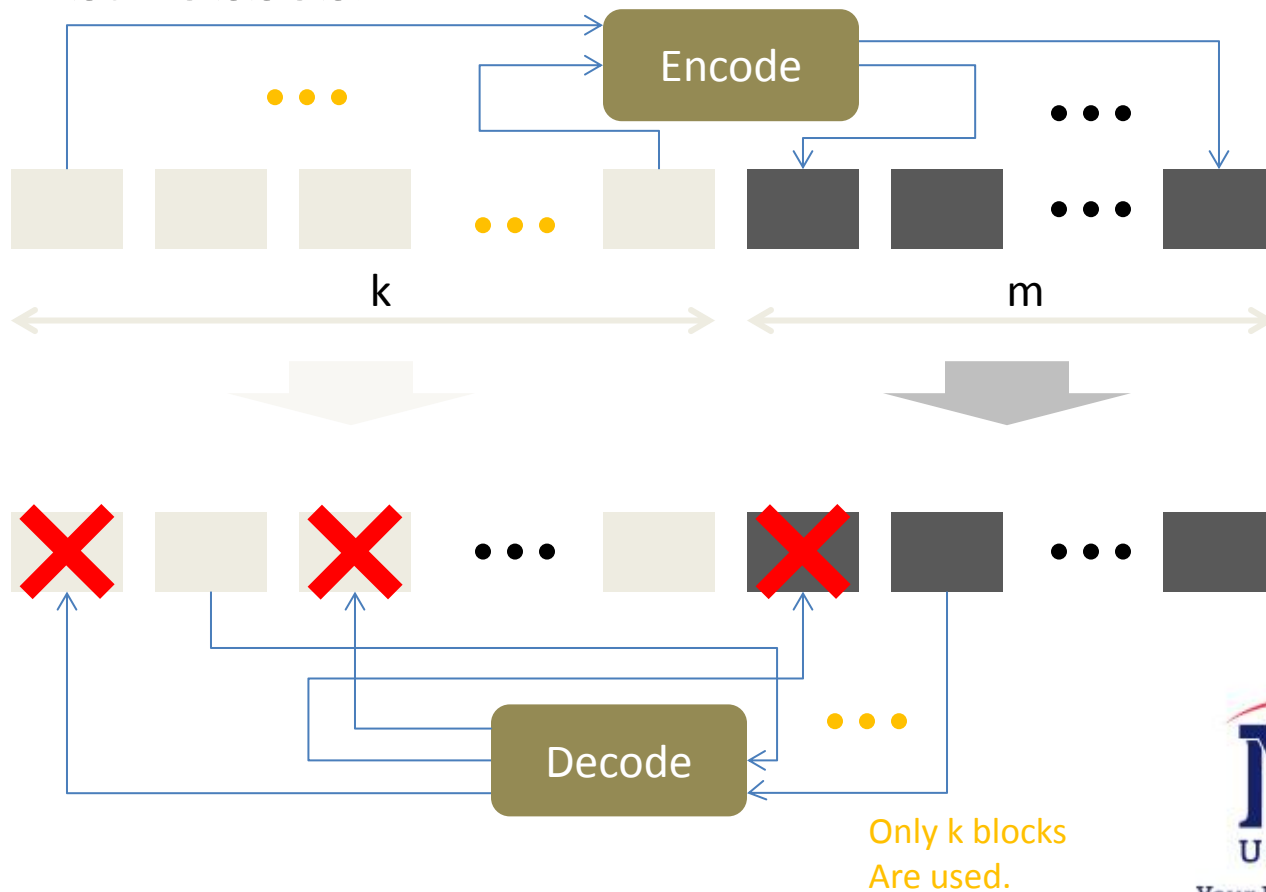 Encode
k
m
Decode
Only k blocks
Are used.
U